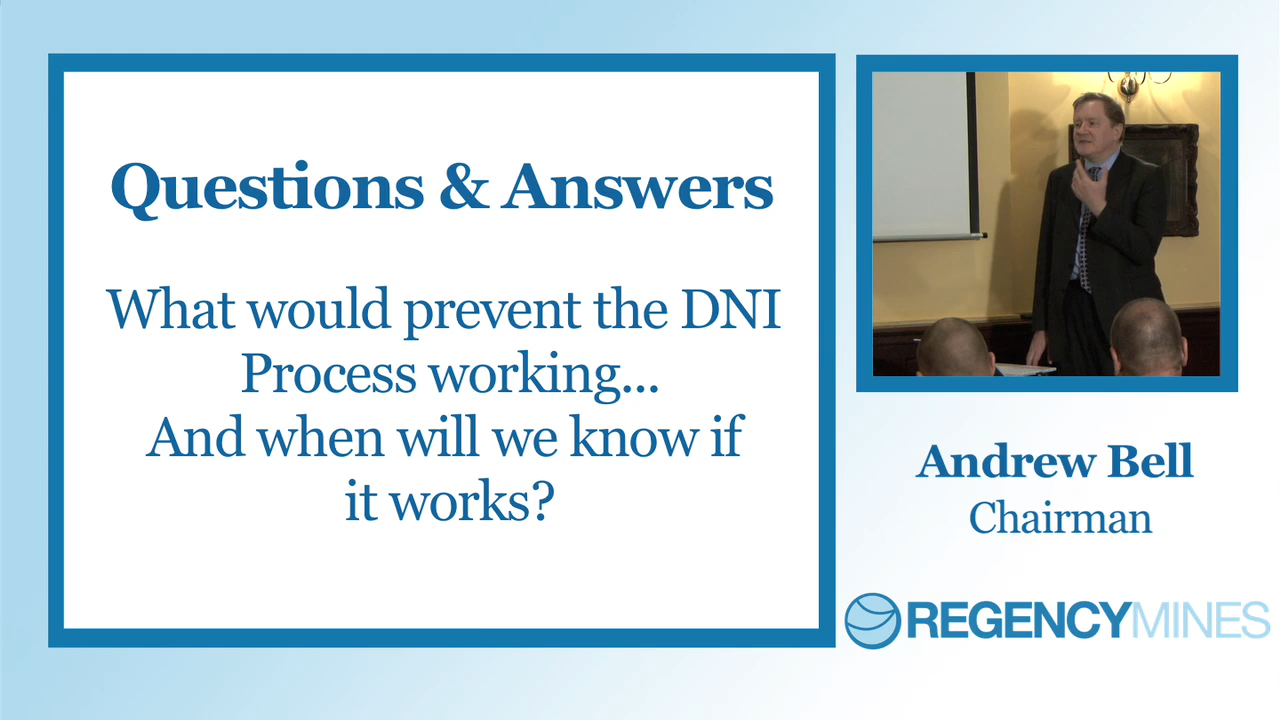 Questions & Answers
What would prevent the DNI
Process working...
And when will we know if
it works?
Andrew Bell
Chairman
REGENCYMINES